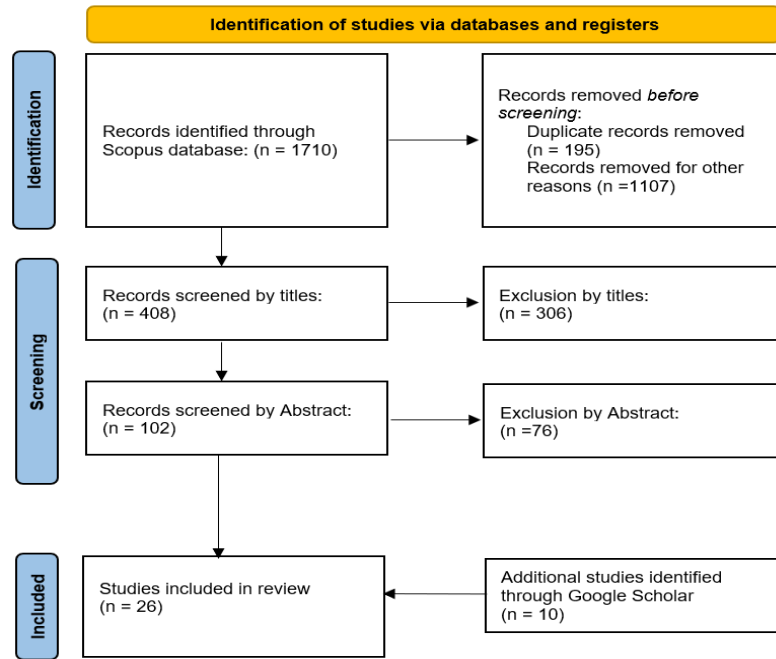 Identification of studies via databases and registers
Identification
Records identified through
Scopus database: (n = 1710)
Records removed before
screening:
Duplicate records removed
(n = 195)
Records removed for other
reasons (n =1107)
Screening
Records screened by titles:
(n = 408)
Exclusion by titles:
(n = 306)
Records screened by Abstract:
(n = 102)
Exclusion by Abstract:
(n =76)
Included
Studies included in review
(n = 26)
Additional studies identified
through Google Scholar
(n = 10)